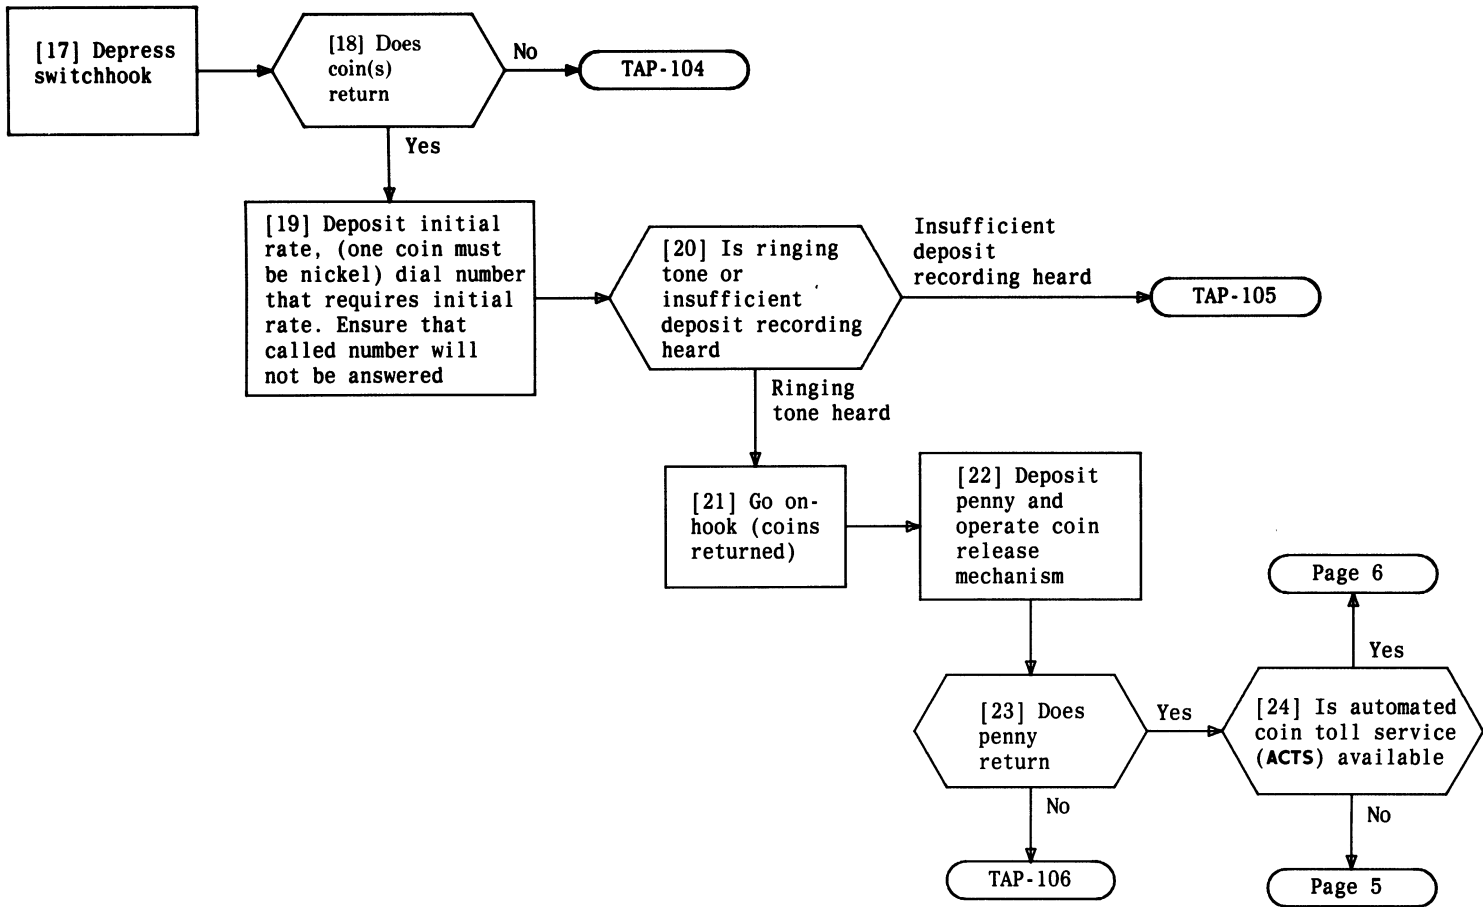 [17] Depress
switchhook
[18] Does
coin(s)
return
No
TAP-104
Yes
[19] Deposit initial
rate, (one coin must
be nickel) dial number
that requires initial
rate. Ensure that
called number will
not be answered
[20] Is ringing
tone or
insufficient
deposit recording
heard
Insufficient
deposit
recording heard
TAP-105
Ringing
tone heard
[21] Go on-
hook (coins
returned)
[22] Deposit
penny and
operate coin
release
mechanism
[23] Does
penny
return
Yes
No
TAP-106
[24] Is automated
coin toll service
(ACTS) available
Yes
Page 6
No
Page 5